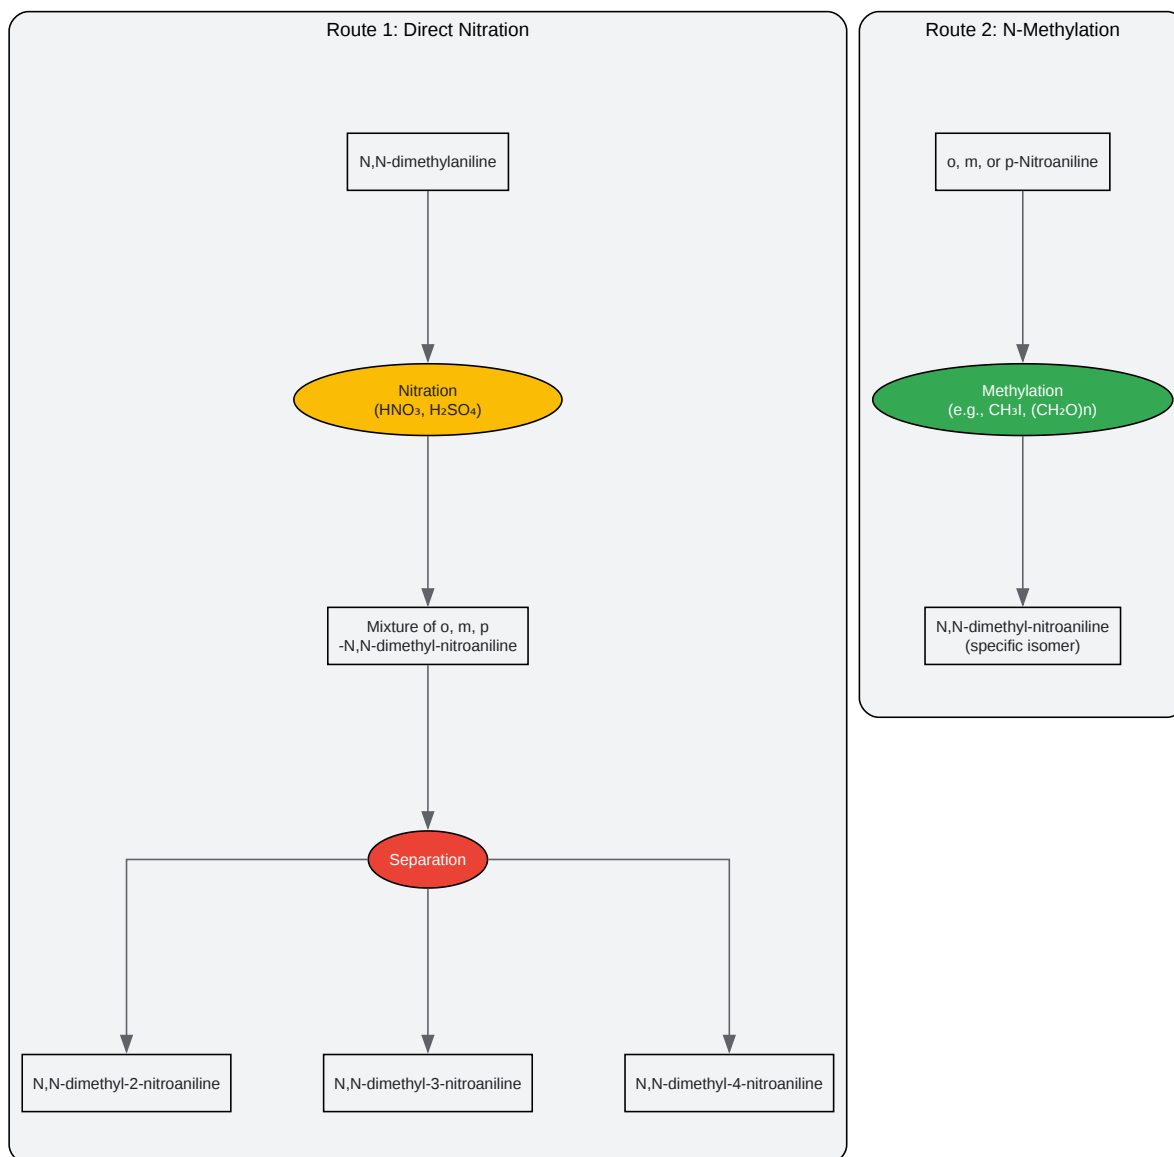 Route 1: Direct Nitration
N,N-dimethylaniline
Nitration
(HNO₃, H₂SO₄)
Mixture of o, m, p
-N,N-dimethyl-nitroaniline
Separation
N,N-dimethyl-2-nitroaniline
N,N-dimethyl-3-nitroaniline
N,N-dimethyl-4-nitroaniline
Route 2: N-Methylation
o, m, or p-Nitroaniline
Methylation
(e.g., CH₃I, (CH₂O)n)
N,N-dimethyl-nitroaniline
(specific isomer)